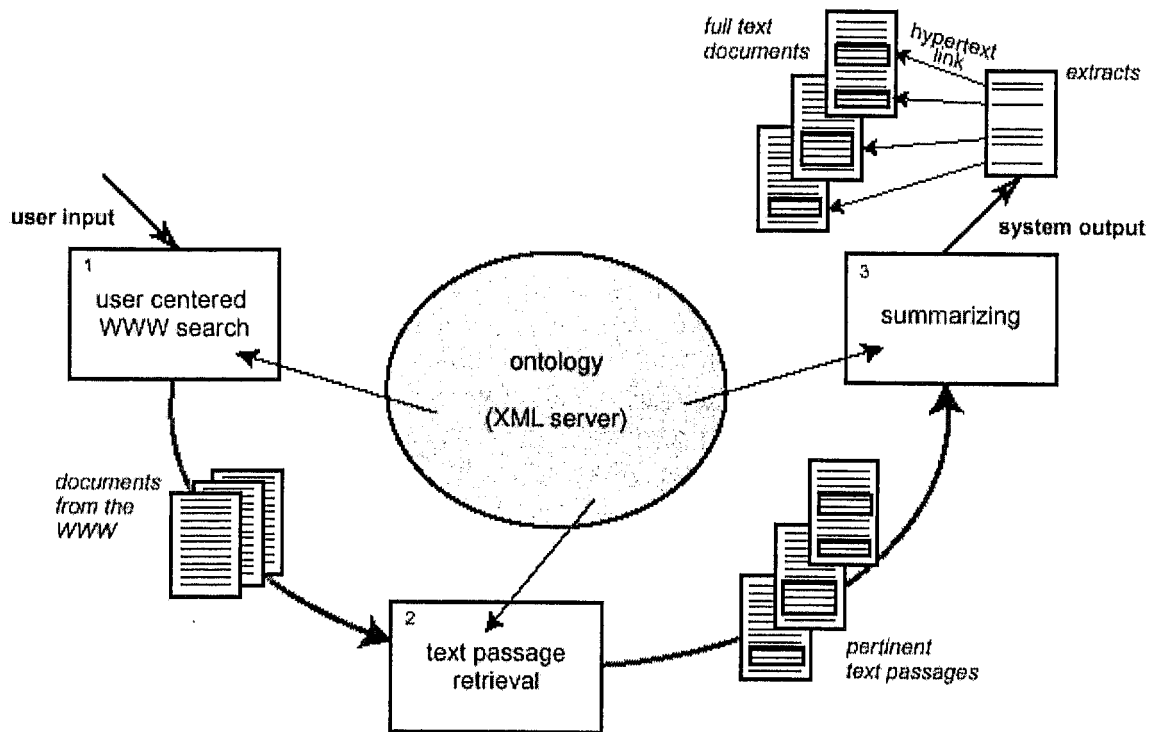 full text
documents
hypertext
link
extracts
user input
system output
1
user centered
WWW search
ontology
(XML server)
3
summarizing
documents
from the
WWW
2
text passage
retrieval
pertinent
text passages